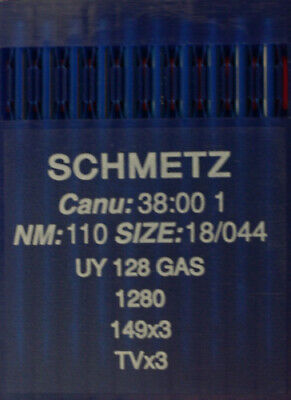 SCHMETZ
Canu: 38:00 1
NM: 110 SIZE: 18/044
UY 128 GAS
1280
149x3
TVx3